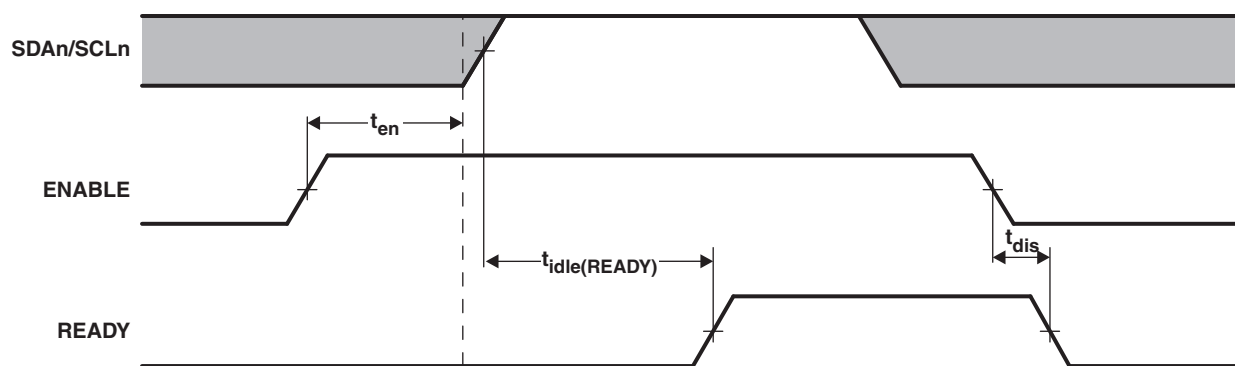 SDAn/SCLn
ten
ENABLE
tdis
tidle(READY)
READY